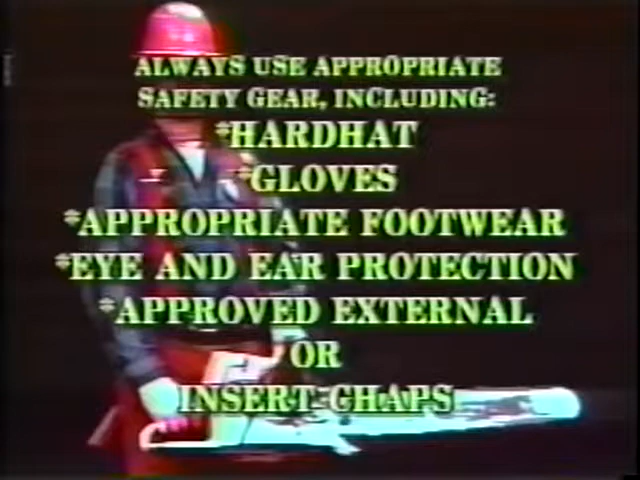 ALWAYS USE APPROPRIATE
SAFETY GEAR, INCLUDING:
*HARDHAT
*GLOVES
*APPROPRIATE FOOTWEAR
*EYE AND EAR PROTECTION
*APPROVED EXTERNAL
OR
INSERT CHAPS